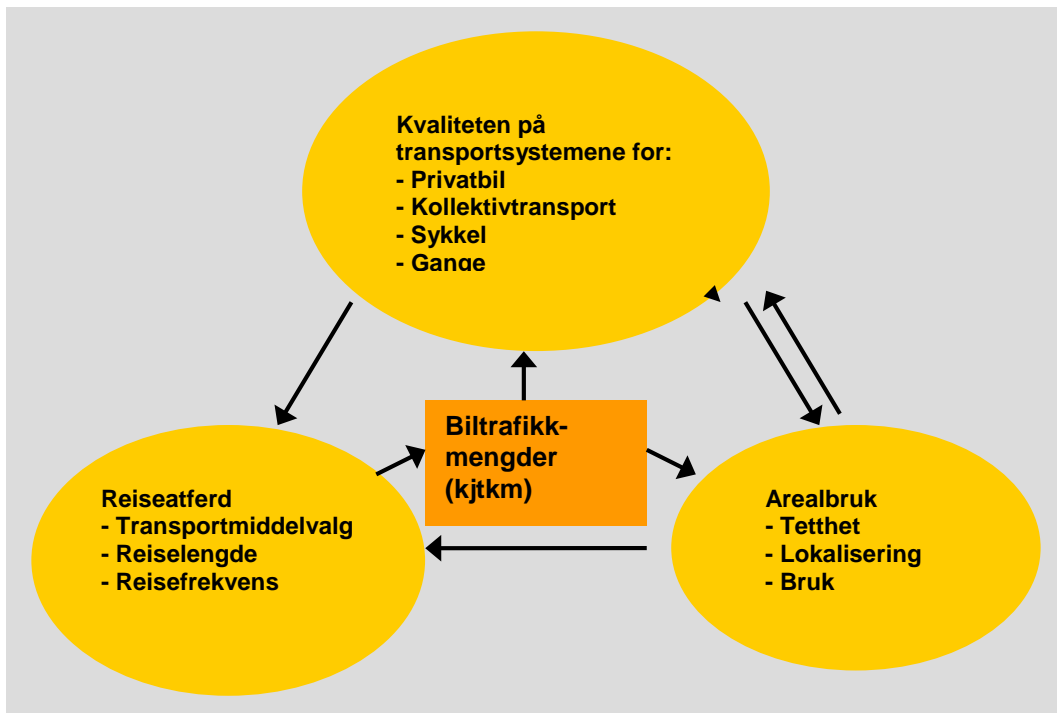 Kvaliteten på
transportsystemene for:
- Privatbil
- Kollektivtransport
- Sykkel
- Gange
Biltrafikk-
mengder
(kjtkm)
Reiseatferd
- Transportmiddelvalg
- Reiselengde
- Reisefrekvens
Arealbruk
- Tetthet
- Lokalisering
- Bruk